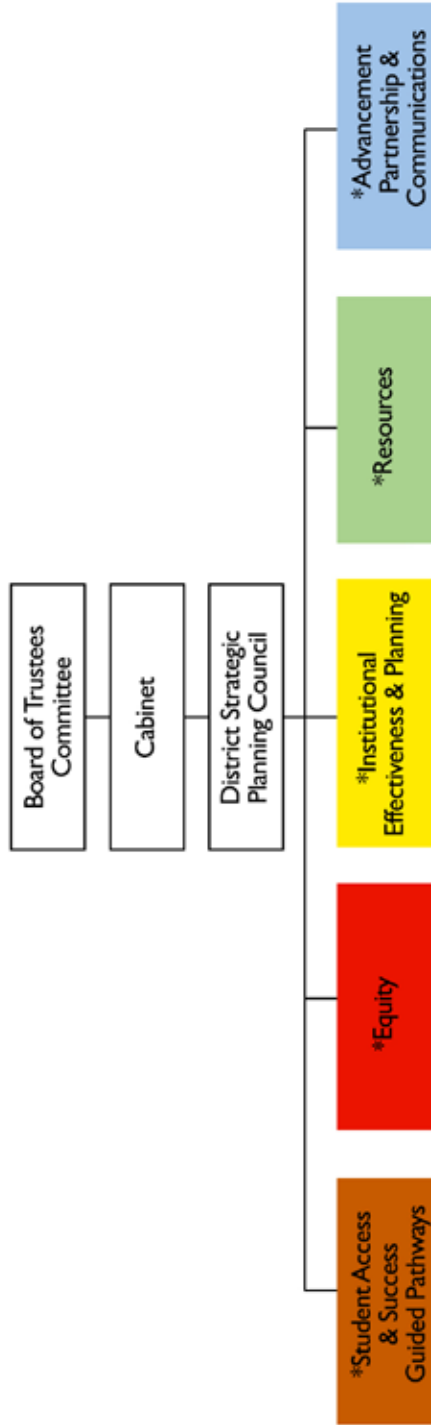 Board of Trustees
Committee
Cabinet
District Strategic
Planning Council
*Student Access
& Success
Guided Pathways
*Equity
*Institutional
Effectiveness & Planning
*Resources
*Advancement
Partnership &
Communications